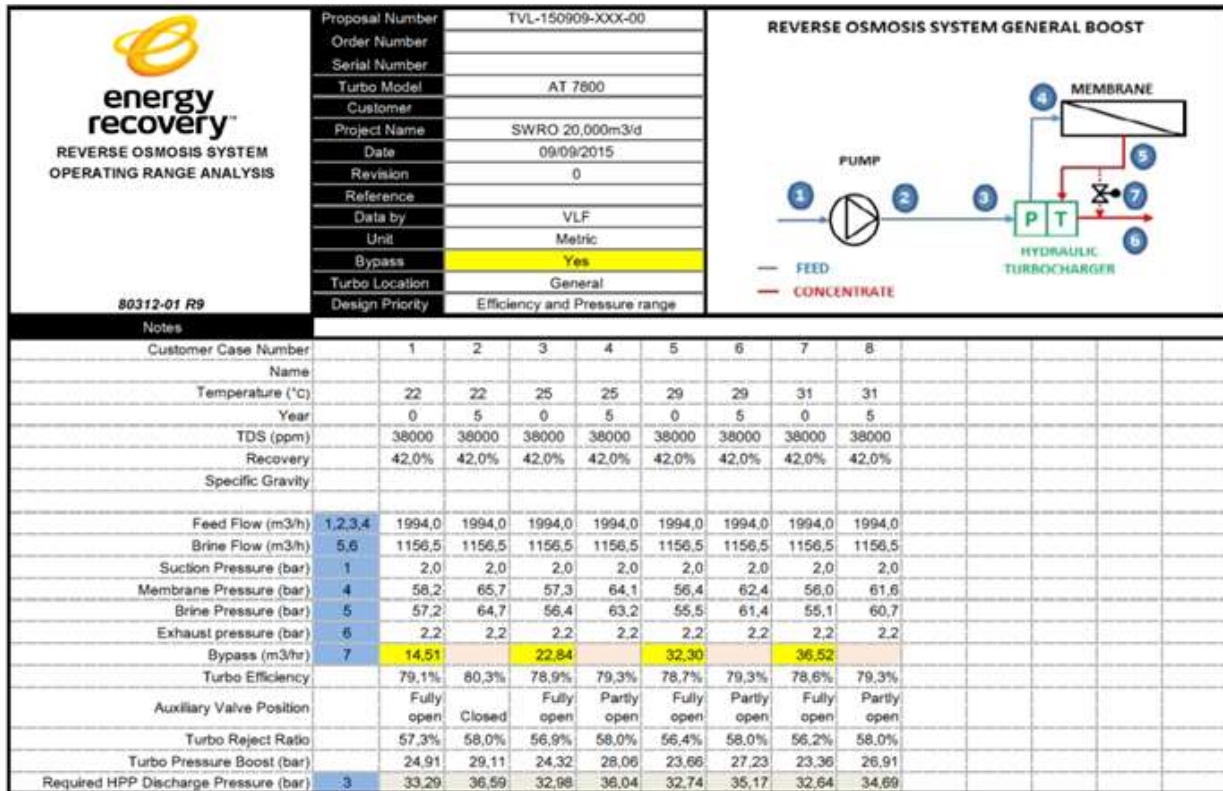 energy
recovery™
REVERSE OSMOSIS SYSTEM
OPERATING RANGE ANALYSIS
80312-01 R9
Proposal Number TVL-150909-XXX-00
Order Number
Serial Number
Turbo Model AT 7800
Customer
Project Name SWRO 20,000m3/d
Date 09/09/2015
Revision 0
Reference
Data by VLF
Unit Metric
Bypass Yes
Turbo Location General
Design Priority Efficiency and Pressure range
REVERSE OSMOSIS SYSTEM GENERAL BOOST
4 MEMBRANE
5
PUMP
1 2 3 7
P T
6
HYDRAULIC
TURBOCHARGER
FEED
CONCENTRATE
Notes
Customer Case Number 1 2 3 4 5 6 7 8
Name
Temperature (°C) 22 22 25 25 29 29 31 31
Year 0 5 0 5 0 5 0 5
TDS (ppm) 38000 38000 38000 38000 38000 38000 38000 38000
Recovery 42,0% 42,0% 42,0% 42,0% 42,0% 42,0% 42,0% 42,0%
Specific Gravity
Feed Flow (m3/h) 1,2,3,4 1994,0 1994,0 1994,0 1994,0 1994,0 1994,0 1994,0 1994,0
Brine Flow (m3/h) 5,6 1156,5 1156,5 1156,5 1156,5 1156,5 1156,5 1156,5 1156,5
Suction Pressure (bar) 1 2,0 2,0 2,0 2,0 2,0 2,0 2,0 2,0
Membrane Pressure (bar) 4 58,2 65,7 57,3 64,1 56,4 62,4 56,0 61,6
Brine Pressure (bar) 5 57,2 64,7 56,4 63,2 55,5 61,4 55,1 60,7
Exhaust pressure (bar) 6 2,2 2,2 2,2 2,2 2,2 2,2 2,2 2,2
Bypass (m3/hr) 7 14,51 22,84 32,30 36,52
Turbo Efficiency 79,1% 80,3% 78,9% 79,3% 78,7% 79,3% 78,6% 79,3%
Auxiliary Valve Position Fully open Closed Fully open Partly open Fully open Partly open Fully open Partly open
Turbo Reject Ratio 57,3% 58,0% 56,9% 58,0% 56,4% 58,0% 56,2% 58,0%
Turbo Pressure Boost (bar) 24,91 29,11 24,32 28,06 23,66 27,23 23,36 26,91
Required HPP Discharge Pressure (bar) 3 33,29 36,59 32,98 36,04 32,74 35,17 32,64 34,69